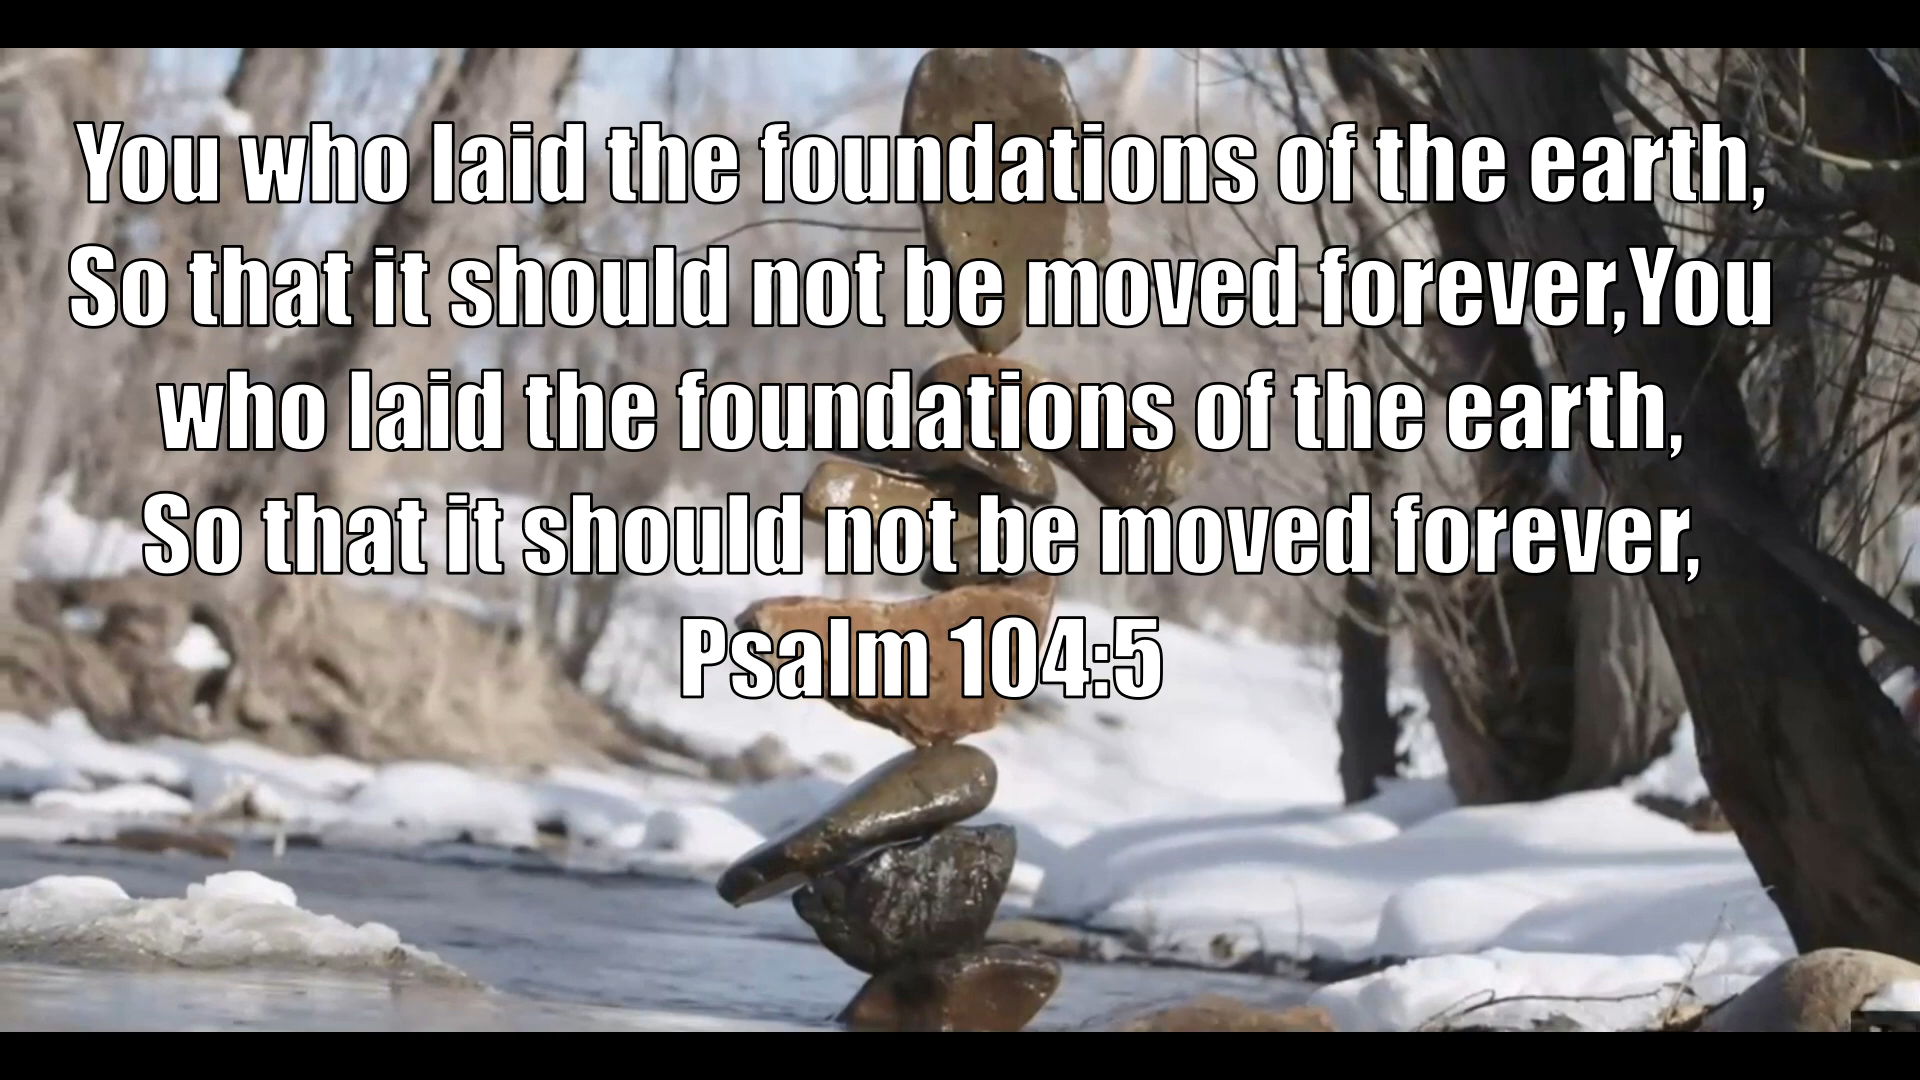 You who laid the foundations of the earth,
So that it should not be moved forever,You
who laid the foundations of the earth,
So that it should not be moved forever,
Psalm 104:5